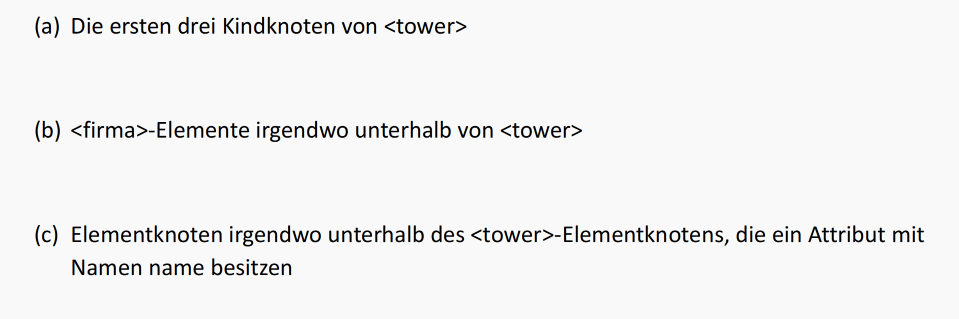 (a) Die ersten drei Kindknoten von <tower>
(b) <firma>-Elemente irgendwo unterhalb von <tower>
(c) Elementknoten irgendwo unterhalb des <tower>-Elementknotens, die ein Attribut mit
Namen name besitzen